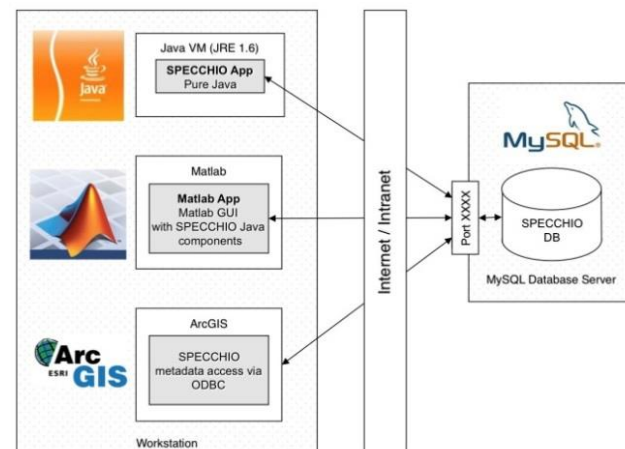 Java
Java VM (JRE 1.6)
SPECCHIO App
Pure Java
Matlab
Matlab App
Matlab GUI
with SPECCHIO Java
components
Arc
ESRI
GIS
ArcGIS
SPECCHIO
metadata access via
ODBC
Workstation
Internet / Intranet
Port XXXX
MySQL®
SPECCHIO
DB
MySQL Database Server